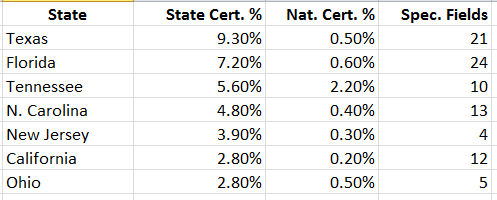 State State Cert. % Nat. Cert. % Spec. Fields
Texas 9.30% 0.50% 21
Florida 7.20% 0.60% 24
Tennessee 5.60% 2.20% 10
N. Carolina 4.80% 0.40% 13
New Jersey 3.90% 0.30% 4
California 2.80% 0.20% 12
Ohio 2.80% 0.50% 5